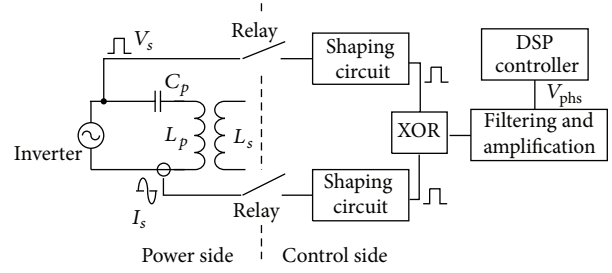 V_s
Relay
Shaping
circuit
DSP
controller
C_p
V_phs
L_p
L_s
XOR
Filtering and
amplification
Inverter
I_s
Relay
Shaping
circuit
Power side
Control side